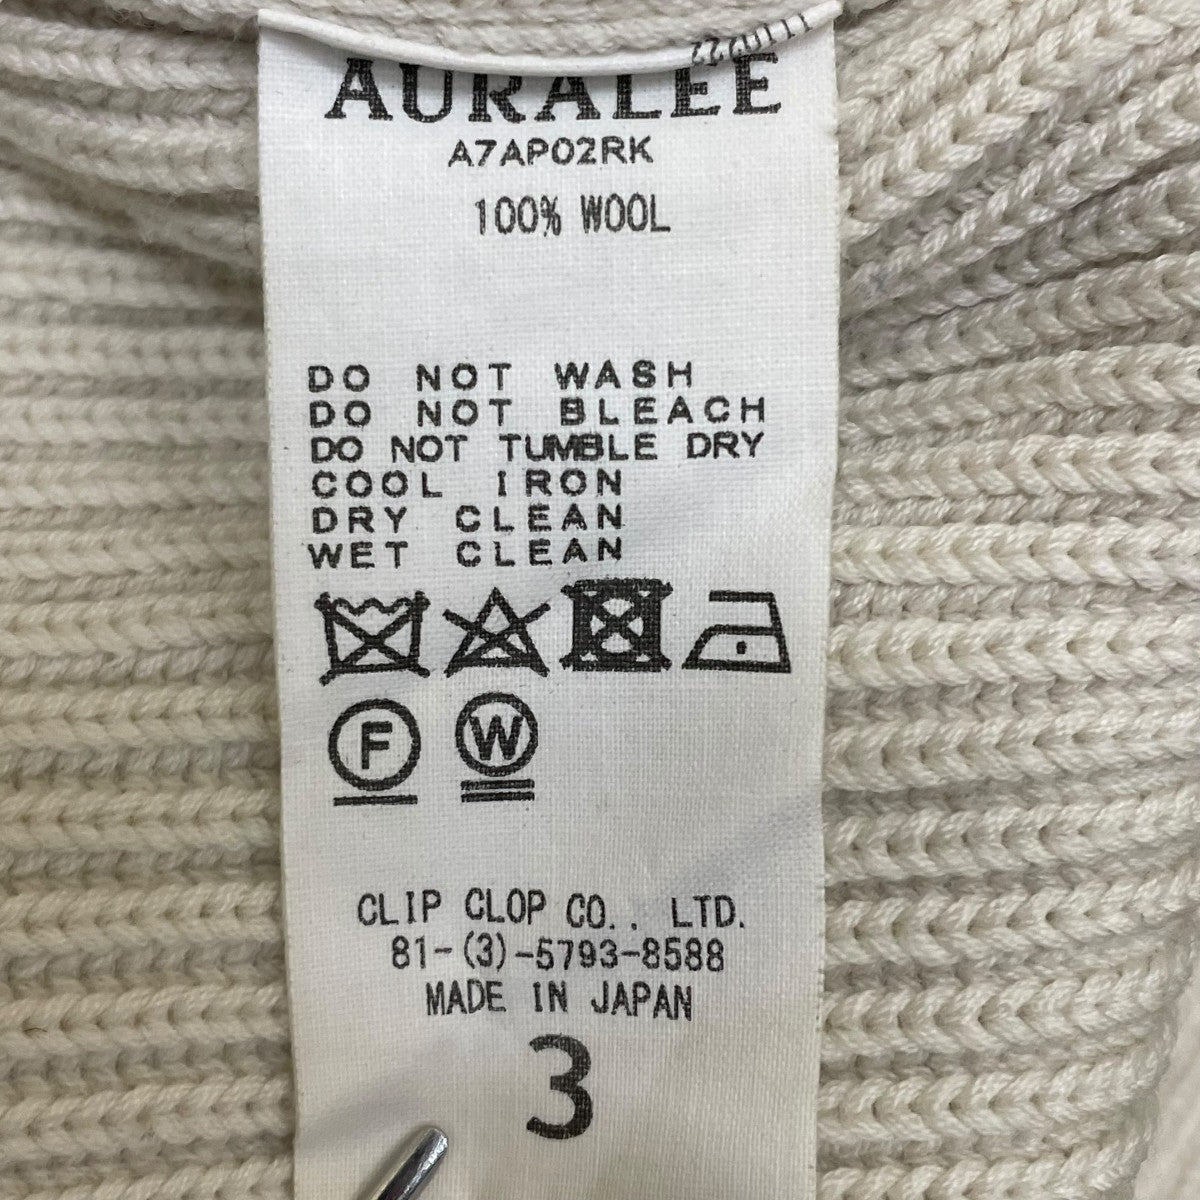 AURALEE
A7AP02RK
100% WOOL
DO NOT WASH
DO NOT BLEACH
DO NOT TUMBLE DRY
COOL IRON
DRY CLEAN
WET CLEAN
F W
CLIP CLOP CO., LTD.
81-(3)-5793-8588
MADE IN JAPAN
3